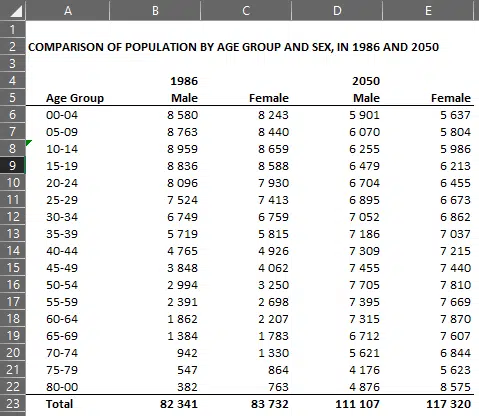 A B C D E
1
2 COMPARISON OF POPULATION BY AGE GROUP AND SEX, IN 1986 AND 2050
3
4 1986 2050
5 Age Group Male Female Male Female
6 00-04 8 580 8 243 5 901 5 637
7 05-09 8 763 8 440 6 070 5 804
8 10-14 8 959 8 659 6 255 5 986
9 15-19 8 836 8 588 6 479 6 213
10 20-24 8 096 7 930 6 704 6 455
11 25-29 7 524 7 413 6 895 6 673
12 30-34 6 749 6 759 7 052 6 862
13 35-39 5 719 5 815 7 186 7 037
14 40-44 4 765 4 926 7 309 7 215
15 45-49 3 848 4 062 7 455 7 440
16 50-54 2 994 3 250 7 705 7 810
17 55-59 2 391 2 698 7 395 7 669
18 60-64 1 862 2 207 7 315 7 870
19 65-69 1 384 1 783 6 712 7 607
20 70-74 942 1 330 5 621 6 844
21 75-79 547 864 4 176 5 623
22 80-00 382 763 4 876 8 575
23 Total 82 341 83 732 111 107 117 320